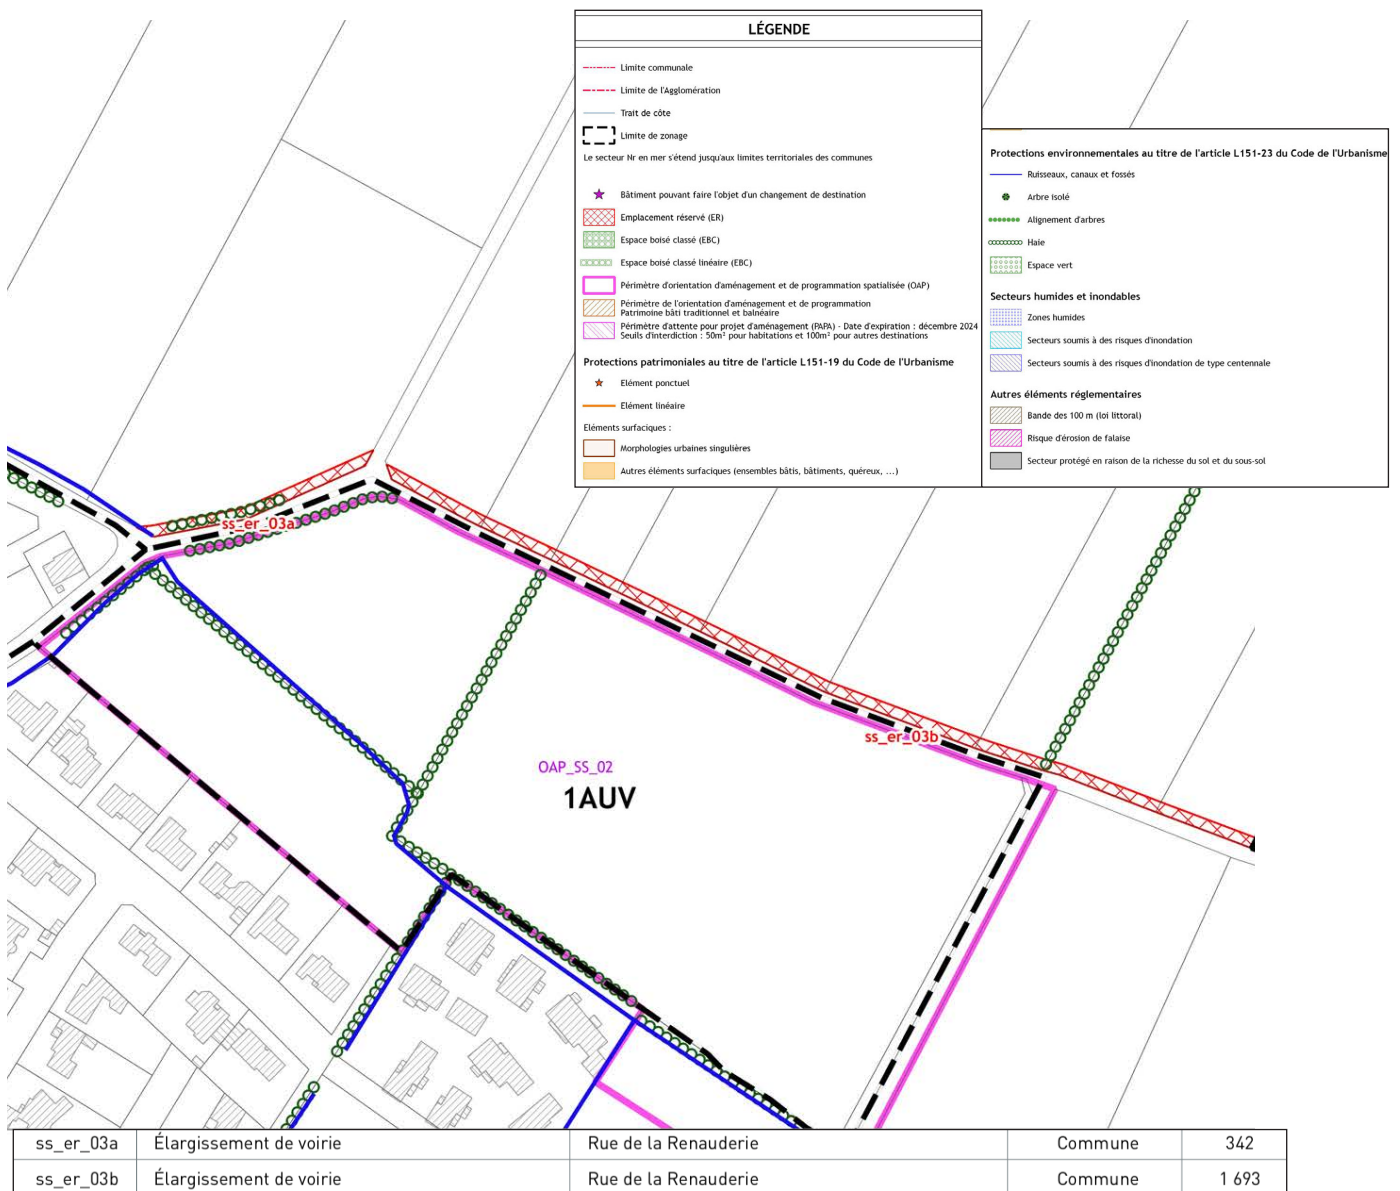 LÉGENDE
Limite communale
Limite de l'Agglomération
Trait de côte
Limite de zonage
Le secteur Nr en mer s'étend jusqu'aux limites territoriales des communes
Bâtiment pouvant faire l'objet d'un changement de destination
Emplacement réservé (ER)
Espace boisé classé (EBC)
Espace boisé classé linéaire (EBC)
Périmètre d'orientation d'aménagement et de programmation spatialisée (OAP)
Périmètre de l'orientation d'aménagement et de programmation
Patrimoine bâti traditionnel et balnéaire
Périmètre d'attente pour projet d'aménagement (PAPA) - Date d'expiration : décembre 2024
Seuils d'interdiction : 50m² pour habitations et 100m² pour autres destinations
Protections patrimoniales au titre de l'article L151-19 du Code de l'Urbanisme
Elément ponctuel
Elément linéaire
Eléments surfaciques :
Morphologies urbaines singulières
Autres éléments surfaciques (ensembles bâtis, bâtiments, quéreux, ...)
Protections environnementales au titre de l'article L151-23 du Code de l'Urbanisme
Ruisseaux, canaux et fossés
Arbre isolé
Alignement d'arbres
Haie
Espace vert
Secteurs humides et inondables
Zones humides
Secteurs soumis à des risques d'inondation
Secteurs soumis à des risques d'inondation de type centennale
Autres éléments réglementaires
Bande des 100 m (loi littoral)
Risque d'érosion de falaise
Secteur protégé en raison de la richesse du sol et du sous-sol
ss_er_03a
ss_er_03b
OAP_SS_02
1AUV
ss_er_03a Élargissement de voirie Rue de la Renauderie Commune 342
ss_er_03b Élargissement de voirie Rue de la Renauderie Commune 1 693